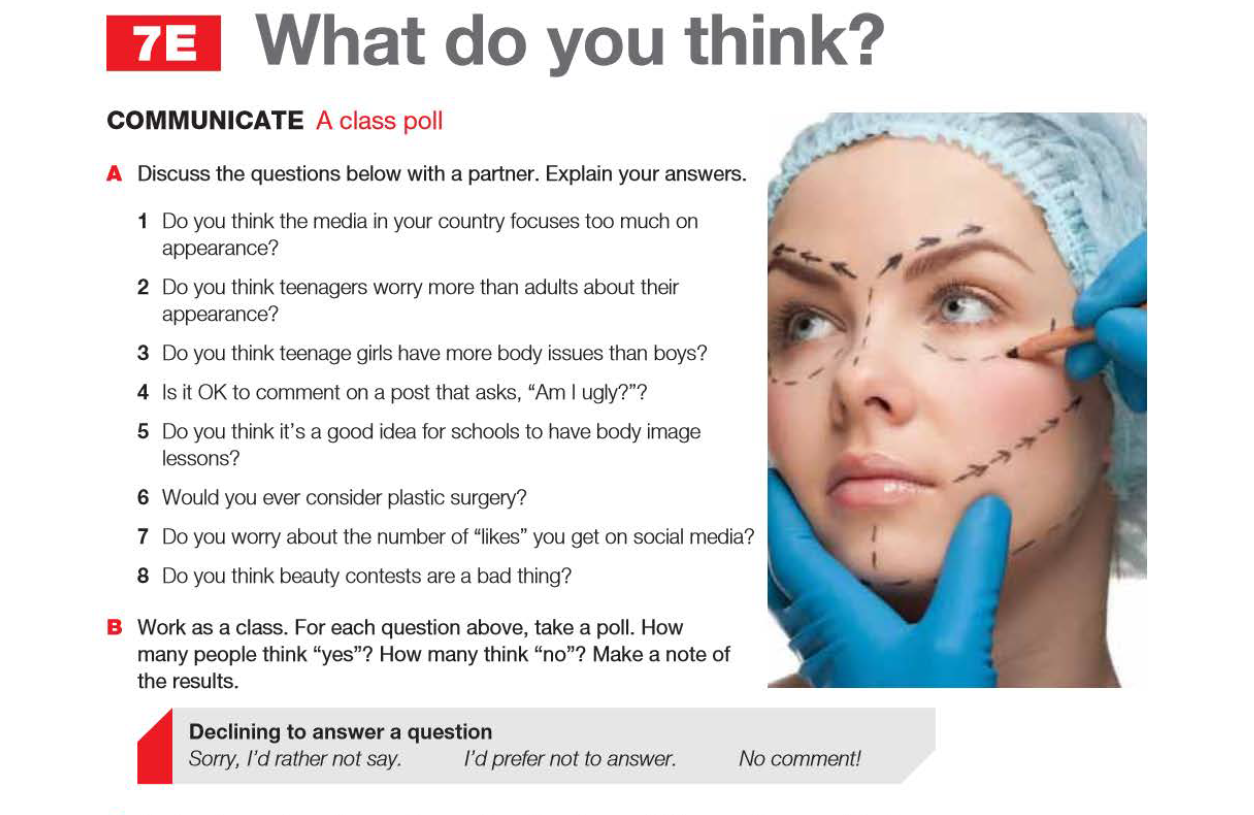 7E What do you think?
COMMUNICATE A class poll
A Discuss the questions below with a partner. Explain your answers.
1 Do you think the media in your country focuses too much on
appearance?
2 Do you think teenagers worry more than adults about their
appearance?
3 Do you think teenage girls have more body issues than boys?
4 Is it OK to comment on a post that asks, “Am I ugly?”?
5 Do you think it’s a good idea for schools to have body image
lessons?
6 Would you ever consider plastic surgery?
7 Do you worry about the number of “likes” you get on social media?
8 Do you think beauty contests are a bad thing?
B Work as a class. For each question above, take a poll. How
many people think “yes”? How many think “no”? Make a note of
the results.
Declining to answer a question
Sorry, I’d rather not say. I’d prefer not to answer. No comment!